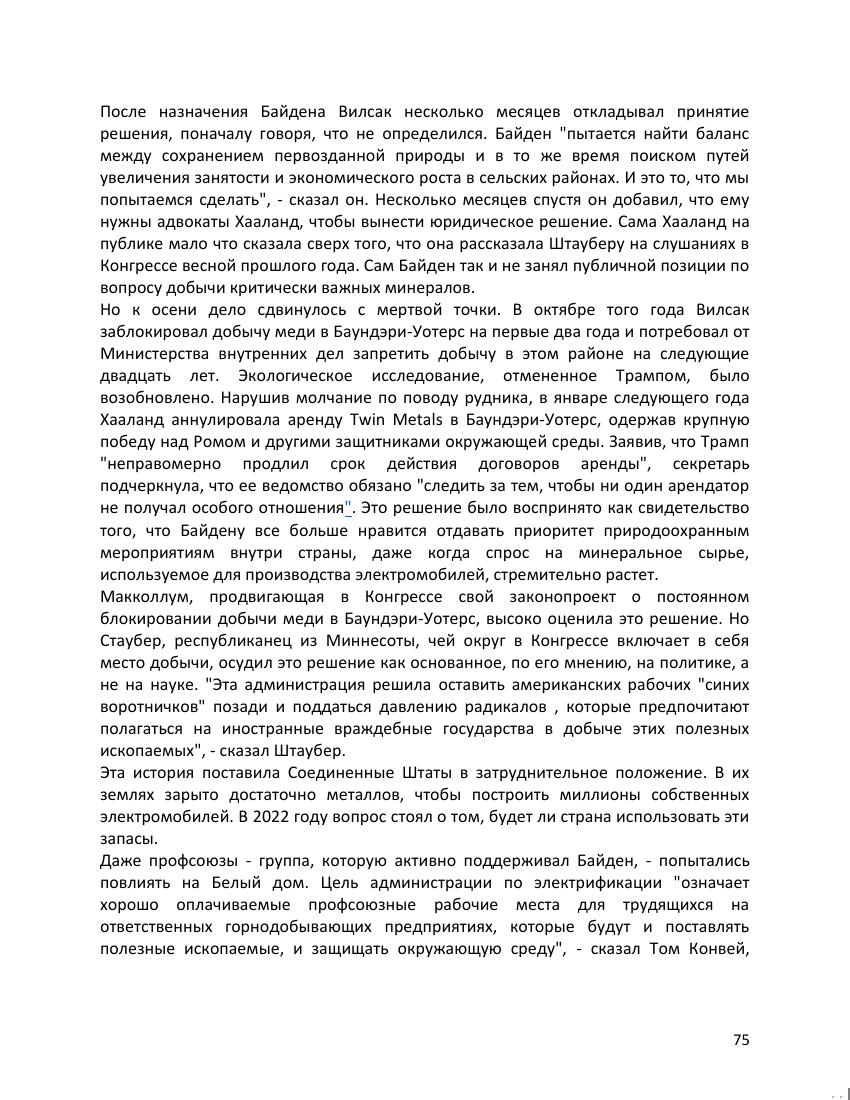 После назначения Байдена Вилсак несколько месяцев откладывал принятие
решения, поначалу говоря, что не определился. Байден "пытается найти баланс
между сохранением первозданной природы и в то же время поиском путей
увеличения занятости и экономического роста в сельских районах. И это то, что мы
попытаемся сделать", - сказал он. Несколько месяцев спустя он добавил, что ему
нужны адвокаты Хааланд, чтобы вынести юридическое решение. Сама Хааланд на
публике мало что сказала сверх того, что она рассказала Штауберу на слушаниях в
Конгрессе весной прошлого года. Сам Байден так и не занял публичной позиции по
вопросу добычи критически важных минералов.
Но к осени дело сдвинулось с мертвой точки. В октябре того года Вилсак
заблокировал добычу меди в Баундэри-Уотерс на первые два года и потребовал от
Министерства внутренних дел запретить добычу в этом районе на следующие
двадцать лет. Экологическое исследование, отмененное Трампом, было
возобновлено. Нарушив молчание по поводу рудника, в январе следующего года
Хааланд аннулировала аренду Twin Metals в Баундэри-Уотерс, одержав крупную
победу над Ромом и другими защитниками окружающей среды. Заявив, что Трамп
"неправомерно продлил срок действия договоров аренды", секретарь
подчеркнула, что ее ведомство обязано "следить за тем, чтобы ни один арендатор
не получал особого отношения". Это решение было воспринято как свидетельство
того, что Байдену все больше нравится отдавать приоритет природоохранным
мероприятиям внутри страны, даже когда спрос на минеральное сырье,
используемое для производства электромобилей, стремительно растет.
Макколлум, продвигающая в Конгрессе свой законопроект о постоянном
блокировании добычи меди в Баундэри-Уотерс, высоко оценила это решение. Но
Стаубер, республиканец из Миннесоты, чей округ в Конгрессе включает в себя
место добычи, осудил это решение как основанное, по его мнению, на политике, а
не на науке. "Эта администрация решила оставить американских рабочих "синих
воротничков" позади и поддаться давлению радикалов , которые предпочитают
полагаться на иностранные враждебные государства в добыче этих полезных
ископаемых", - сказал Штаубер.
Эта история поставила Соединенные Штаты в затруднительное положение. В их
землях зарыто достаточно металлов, чтобы построить миллионы собственных
электромобилей. В 2022 году вопрос стоял о том, будет ли страна использовать эти
запасы.
Даже профсоюзы - группа, которую активно поддерживал Байден, - попытались
повлиять на Белый дом. Цель администрации по электрификации "означает
хорошо оплачиваемые профсоюзные рабочие места для трудящихся на
ответственных горнодобывающих предприятиях, которые будут и поставлять
полезные ископаемые, и защищать окружающую среду", - сказал Том Конвей,
75